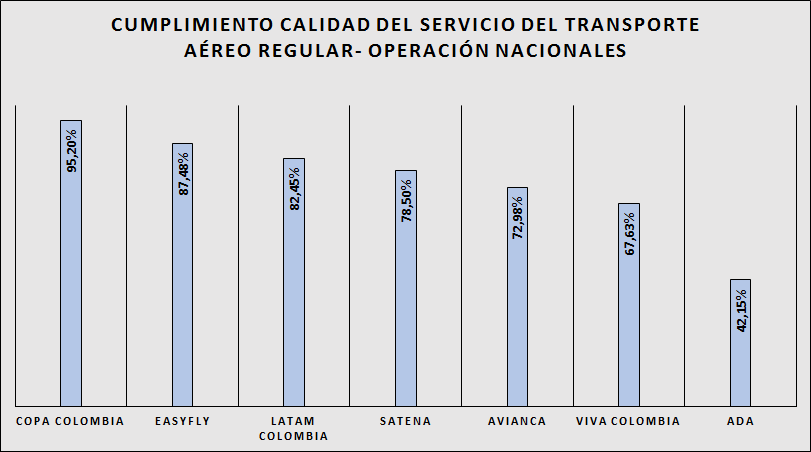 CUMPLIMIENTO CALIDAD DEL SERVICIO DEL TRANSPORTE
AÉREO REGULAR- OPERACIÓN NACIONALES
95,20%
87,48%
82,45%
78,50%
72,98%
67,63%
42,15%
COPA COLOMBIA
EASYFLY
LATAM
COLOMBIA
SATENA
AVIANCA
VIVA COLOMBIA
ADA